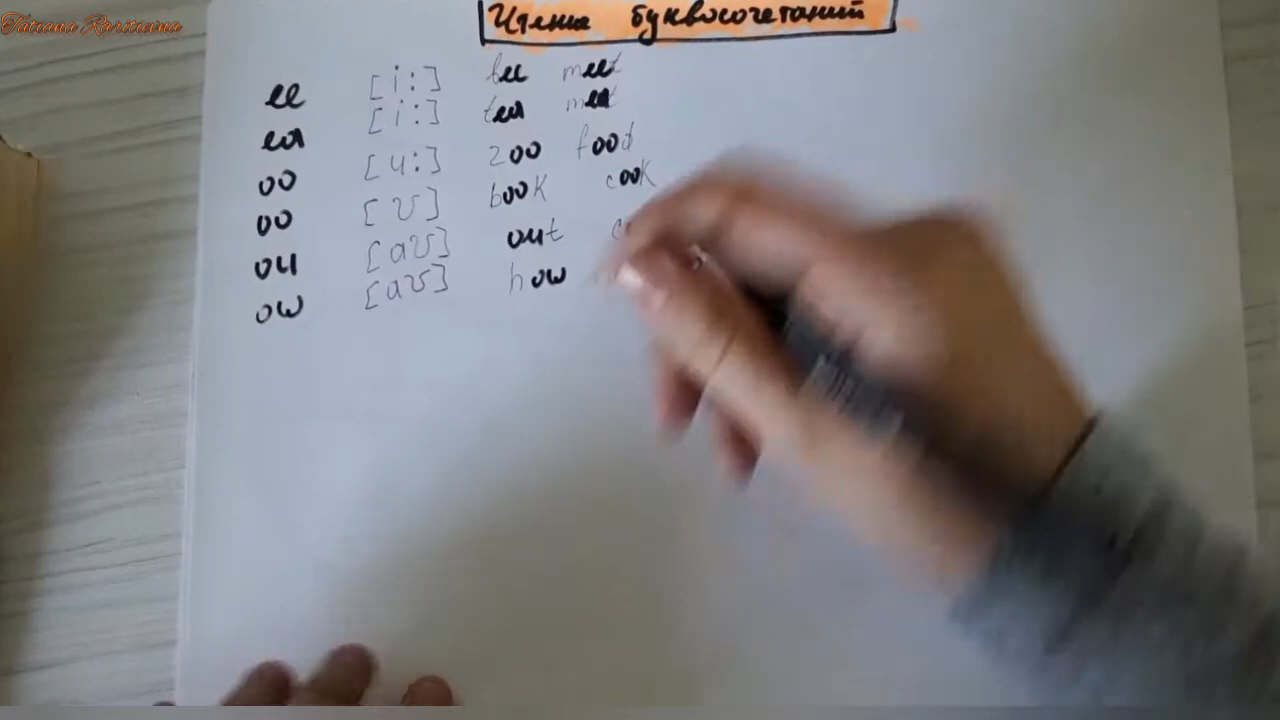 Tatiana Raritivna
Чтение буквосочетаний
ee [i:] bee meet
ea [i:] tea meat
oo [u:] zoo food
oo [ʊ] book cook
ou [aʊ] out
ow [aʊ] how